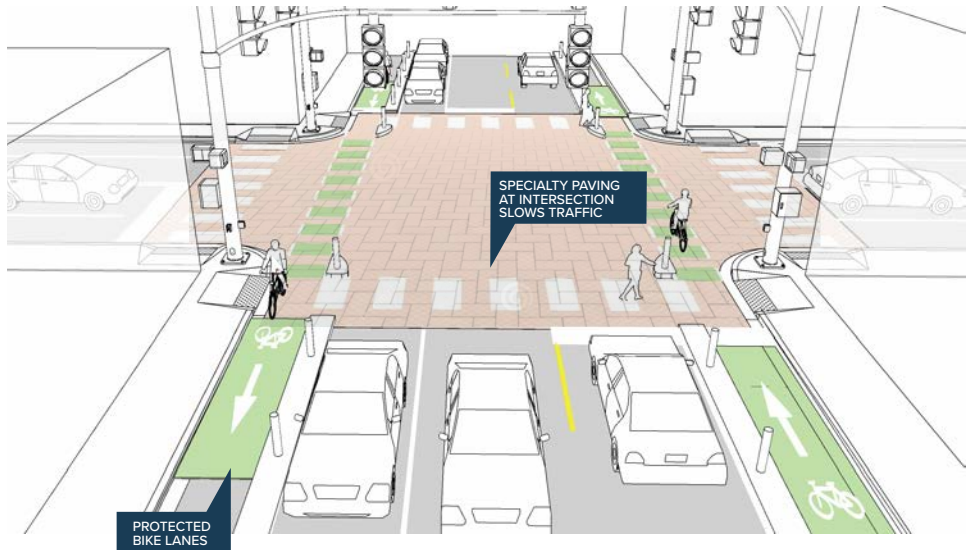 SPECIALTY PAVING
AT INTERSECTION
SLOWS TRAFFIC
PROTECTED
BIKE LANES